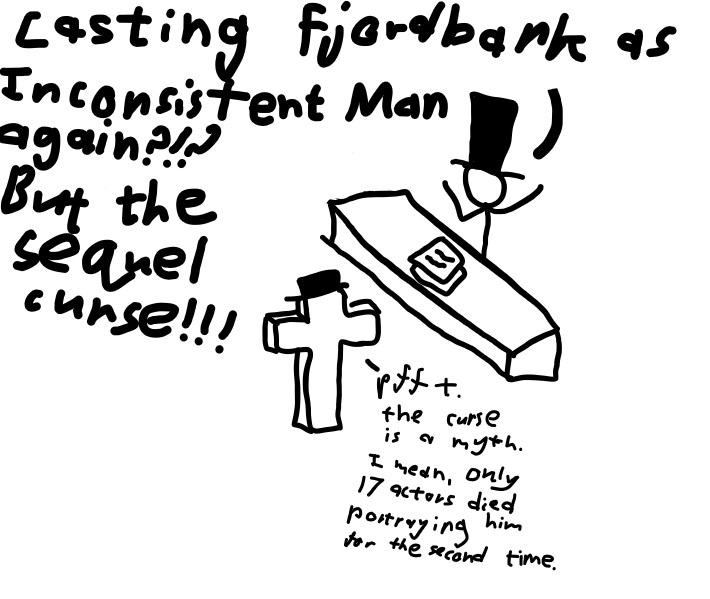 Casting Fjordbank as
Inconsistent Man
again?!?
But the
sequel
curse!!!
pfft.
the curse
is a myth.
I mean, only
17 actors died
portraying him
for the second time.